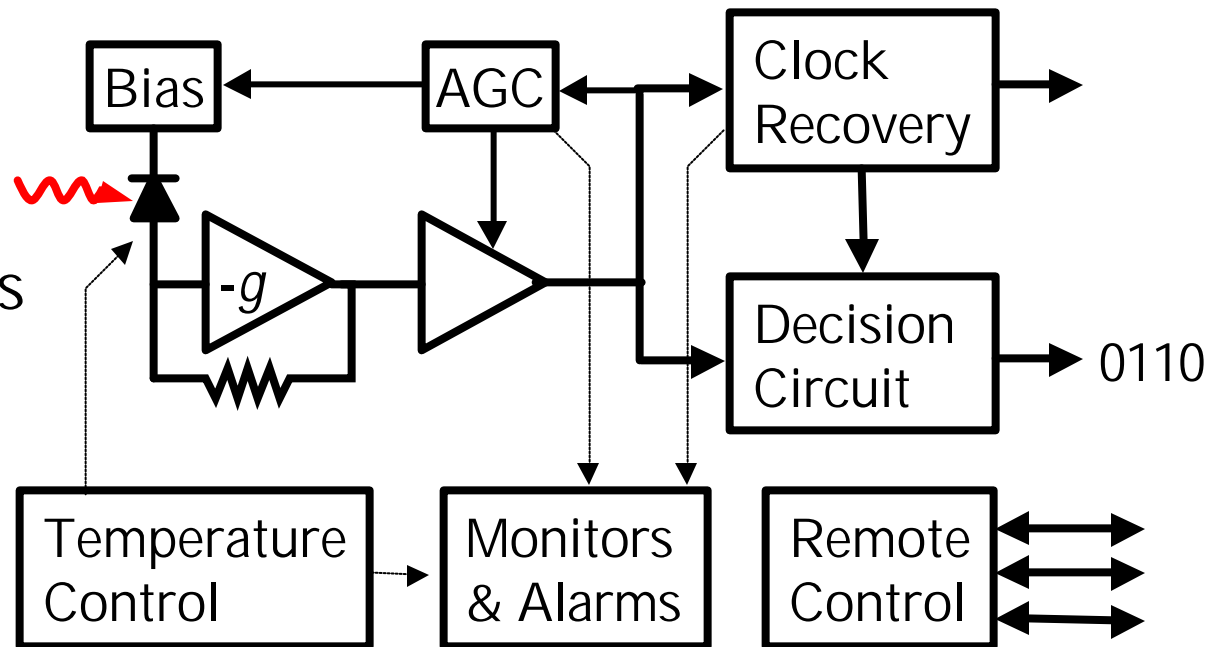 Bias
AGC
Clock
Recovery
-g
s
Decision
Circuit
0110
Temperature
Control
Monitors
& Alarms
Remote
Control